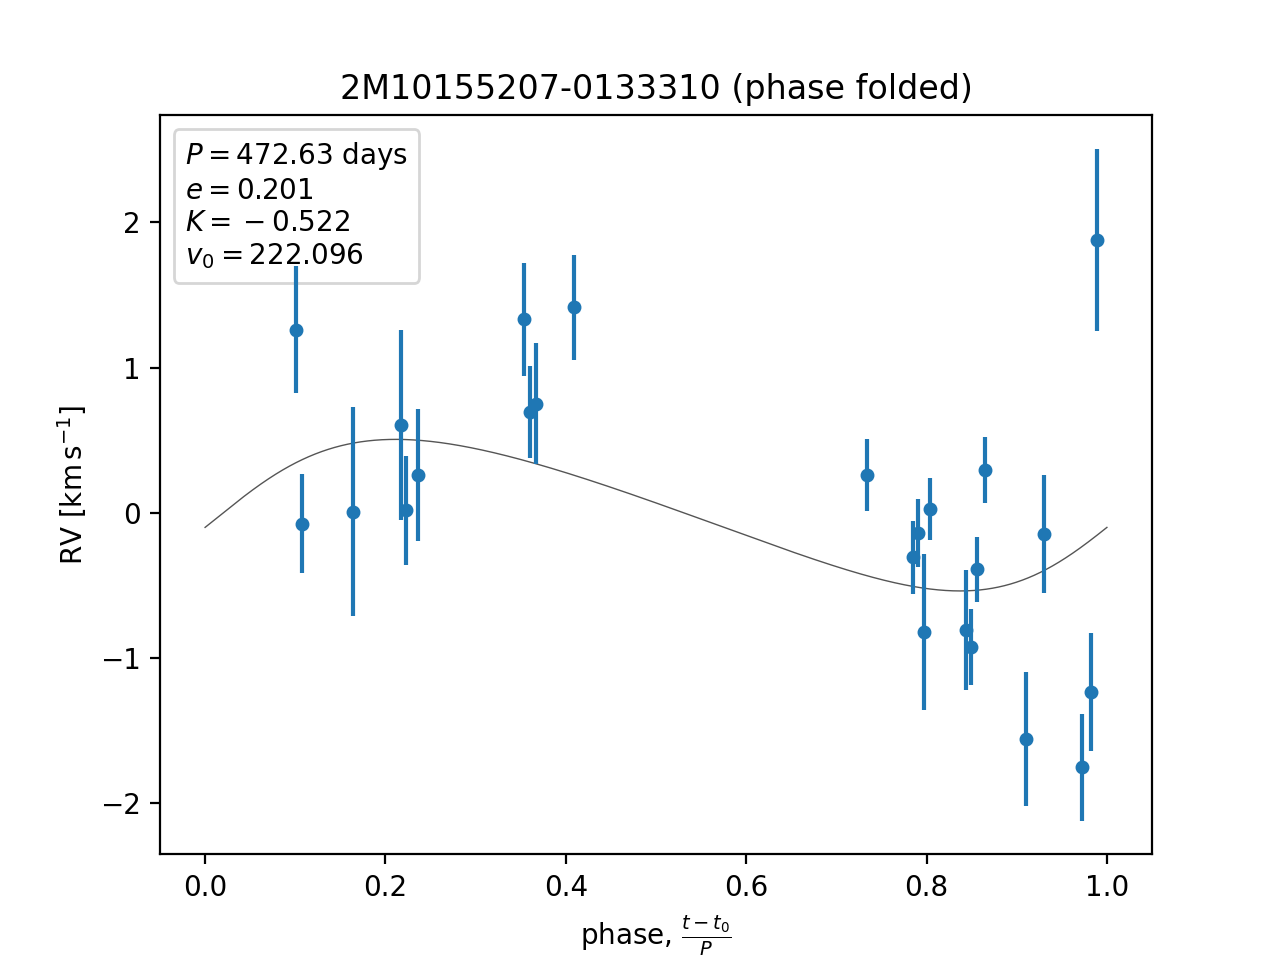 2M10155207-0133310 (phase folded)
P = 472.63 days
e = 0.201
K = −0.522
v₀ = 222.096
RV [km s⁻¹]
2
1
0
−1
−2
0.0 0.2 0.4 0.6 0.8 1.0
phase, (t − t₀)/P